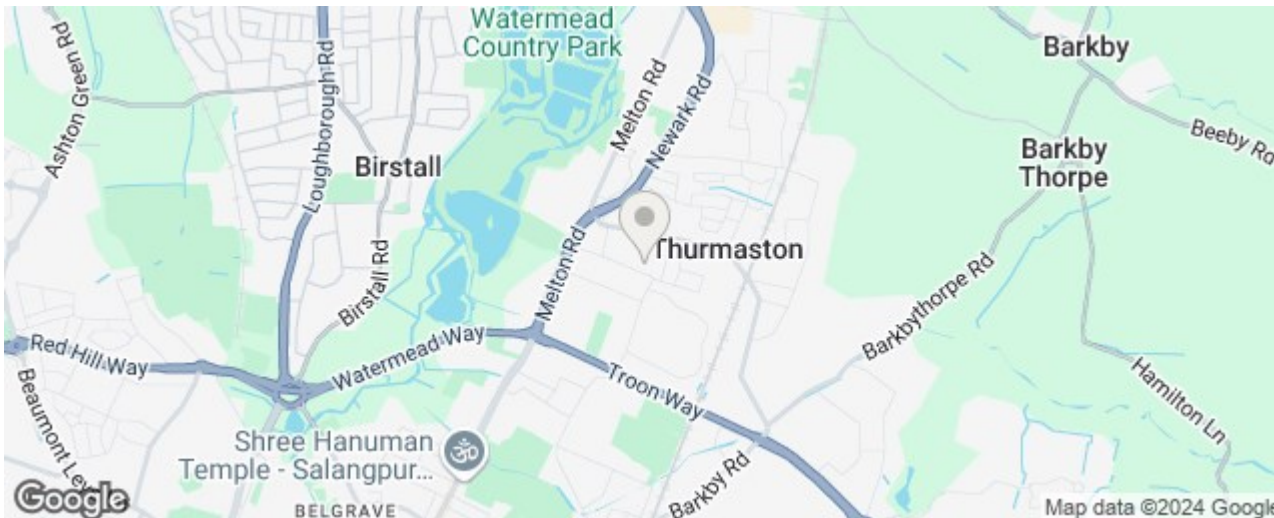 Watermead
Country Park
Ashton Green Rd
Loughborough Rd
Melton Rd
Newark Rd
Barkby
Beeby Rd
Birstall
Barkby
Thorpe
Birstall Rd
Melton Rd
Thurmaston
Barkbythorpe Rd
Red Hill Way
Watermead Way
Troon Way
Hamilton Ln
Beaumont Leys
Shree Hanuman
Temple - Salangpur...
Barkby Rd
Google
BELGRAVE
Map data ©2024 Google